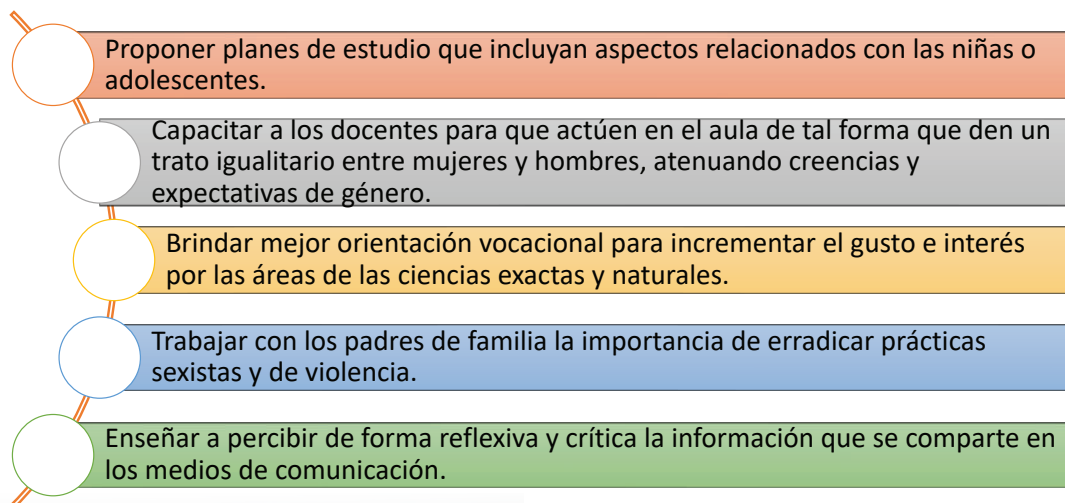 Proponer planes de estudio que incluyan aspectos relacionados con las niñas o
adolescentes.
Capacitar a los docentes para que actúen en el aula de tal forma que den un
trato igualitario entre mujeres y hombres, atenuando creencias y
expectativas de género.
Brindar mejor orientación vocacional para incrementar el gusto e interés
por las áreas de las ciencias exactas y naturales.
Trabajar con los padres de familia la importancia de erradicar prácticas
sexistas y de violencia.
Enseñar a percibir de forma reflexiva y crítica la información que se comparte en
los medios de comunicación.